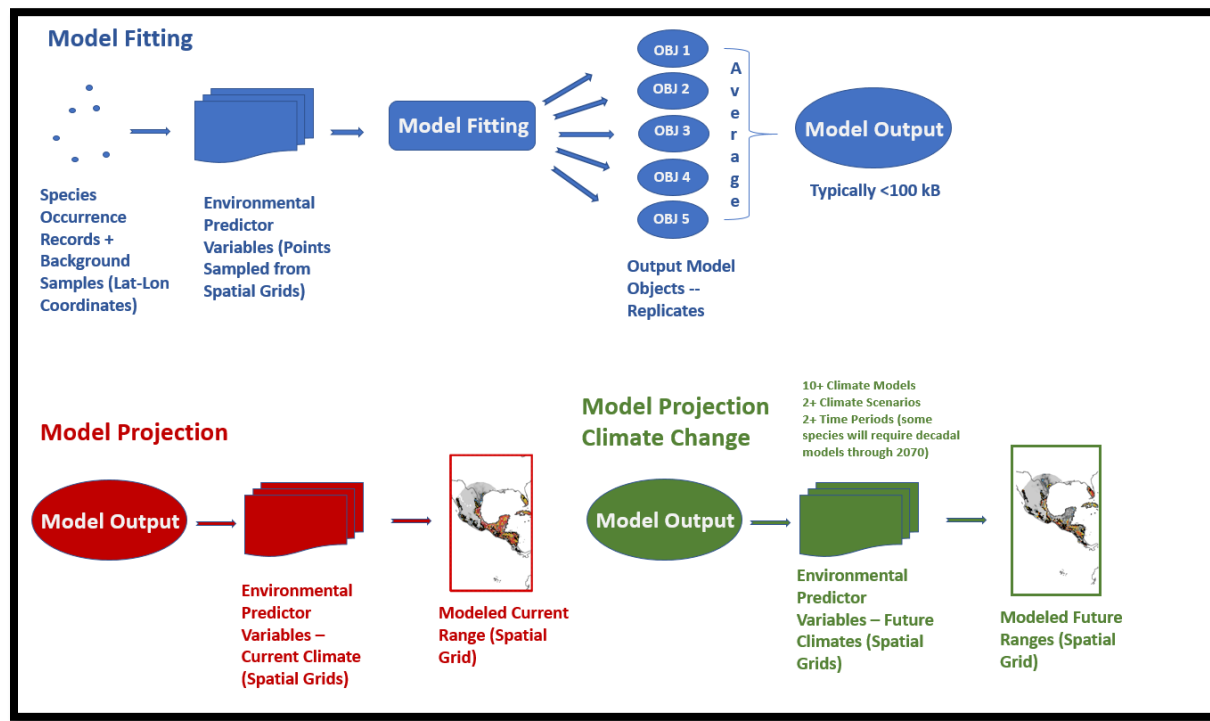 Model Fitting
Species
Occurrence
Records +
Background
Samples (Lat-Lon
Coordinates)
Environmental
Predictor
Variables (Points
Sampled from
Spatial Grids)
Model Fitting
OBJ 1
OBJ 2
OBJ 3
OBJ 4
OBJ 5
Average
Output Model
Objects --
Replicates
Model Output
Typically <100 kB
Model Projection
Model Output
Environmental
Predictor
Variables –
Current Climate
(Spatial Grids)
Modeled Current
Range (Spatial
Grid)
Model Projection
Climate Change
10+ Climate Models
2+ Climate Scenarios
2+ Time Periods (some
species will require decadal
models through 2070)
Model Output
Environmental
Predictor
Variables – Future
Climates (Spatial
Grids)
Modeled Future
Ranges (Spatial
Grid)